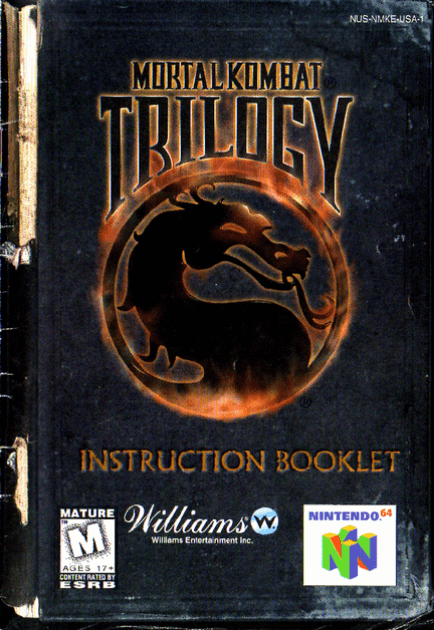 NUS-NMKE-USA-1
MORTAL KOMBAT®
TRILOGY
®
INSTRUCTION BOOKLET
MATURE
M
AGES 17+
CONTENT RATED BY
ESRB
Williams® W
Williams Entertainment Inc.
NINTENDO.64
N